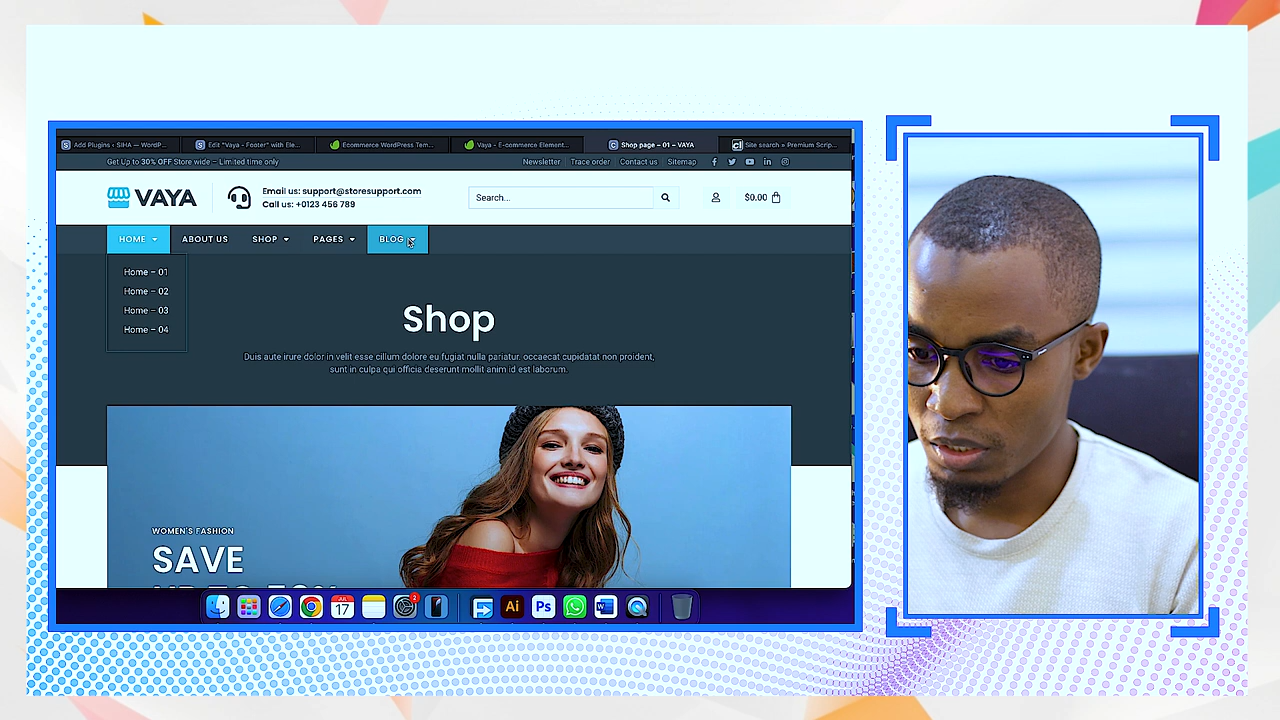 Add Plugins ‹ SIHA — WordP...
Edit "Vaya - Footer" with Ele...
Ecommerce WordPress Tem...
Vaya - E-commerce Element...
Shop page – 01 – VAYA
Site search » Premium Scrip...
Get Up to 30% OFF Store wide – Limited time only
Newsletter Trace order Contact us Sitemap
VAYA
Email us: support@storesupport.com
Call us: +0123 456 789
Search...
$0.00
HOME ABOUT US SHOP PAGES BLOG
Home – 01
Home – 02
Home – 03
Home – 04
Shop
Duis aute irure dolor in velit esse cillum dolore eu fugiat nulla pariatur. occaecat cupidatat non proident,
sunt in culpa qui officia deserunt mollit anim id est laborum.
WOMEN'S FASHION
SAVE
JUL
17
2
Ai
Ps
W